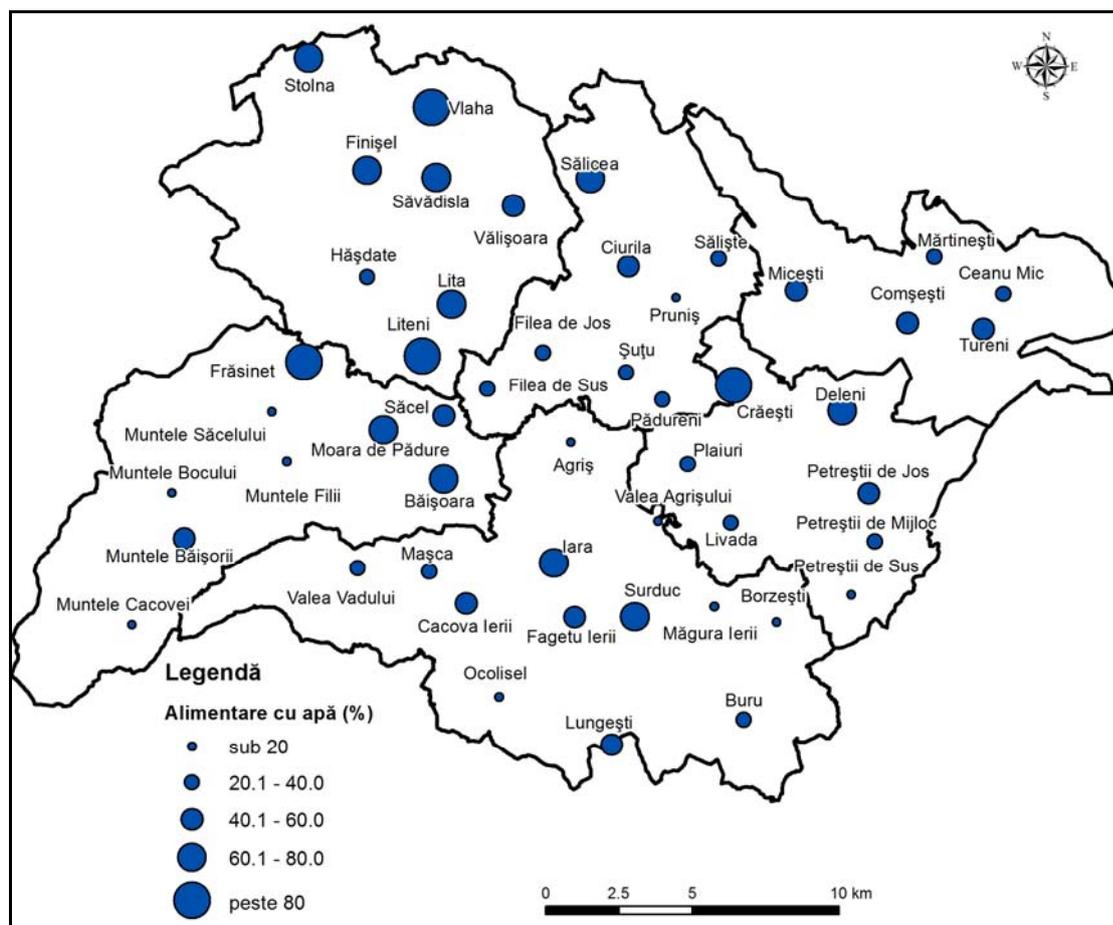 N
W E
S
Stolna
Vlaha
Finişel
Săvădisla
Sălicea
Vălişoara
Hăşdate
Lita
Liteni
Ciurila
Sălişte
Pruniş
Mărtineşti
Miceşti
Ceanu Mic
Comşeşti
Tureni
Filea de Jos
Şuţu
Filea de Sus
Pădureni
Crăeşti
Deleni
Frăsinet
Săcel
Muntele Săcelului
Moara de Pădure
Muntele Bocului
Muntele Filii
Băişoara
Agriş
Plaiuri
Valea Agrişului
Livada
Petreştii de Jos
Petreştii de Mijloc
Petreştii de Sus
Muntele Băişorii
Maşca
Iara
Valea Vadului
Muntele Cacovei
Cacova Ierii
Fagetu Ierii
Surduc
Măgura Ierii
Borzeşti
Ocolisel
Lungeşti
Buru
Legendă
Alimentare cu apă (%)
sub 20
20.1 - 40.0
40.1 - 60.0
60.1 - 80.0
peste 80
0 2.5 5 10 km